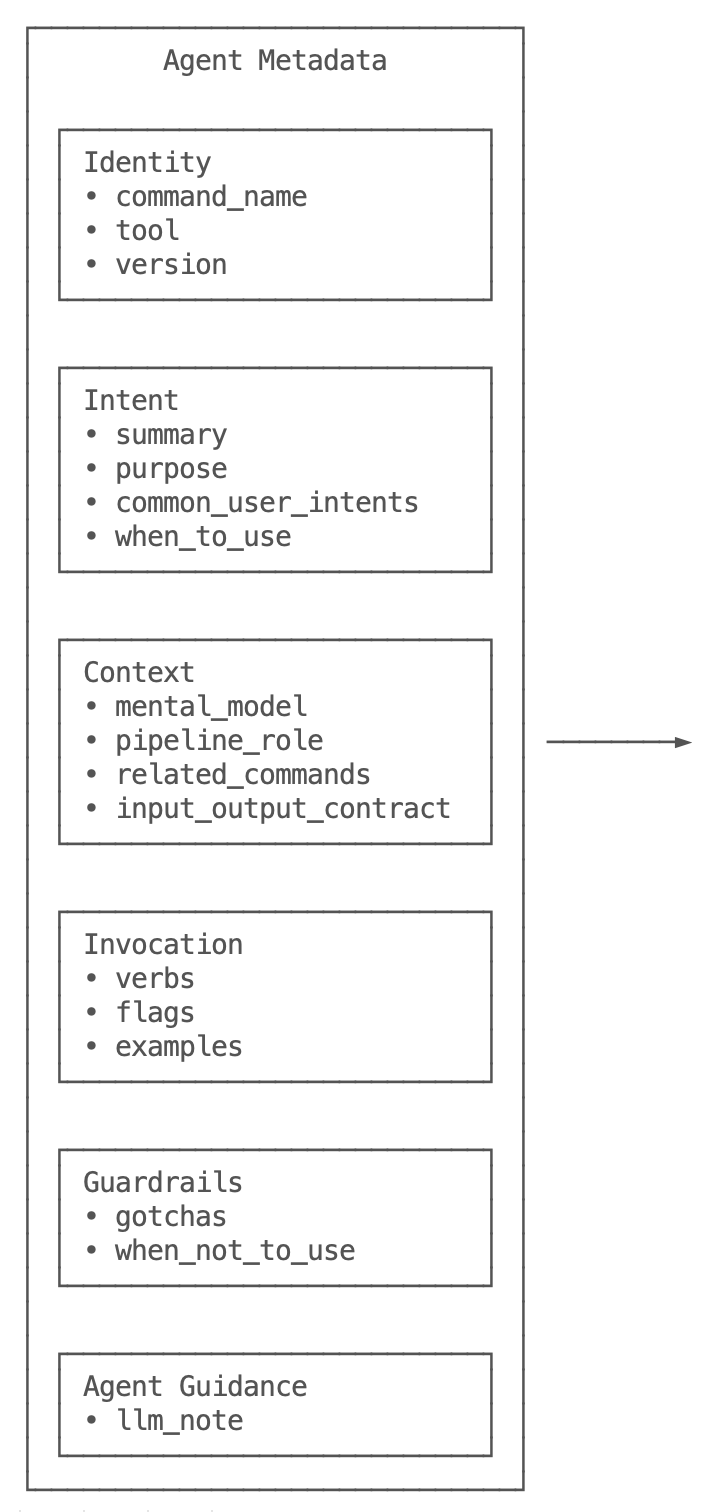 Agent Metadata
Identity
• command_name
• tool
• version
Intent
• summary
• purpose
• common_user_intents
• when_to_use
Context
• mental_model
• pipeline_role
• related_commands
• input_output_contract
Invocation
• verbs
• flags
• examples
Guardrails
• gotchas
• when_not_to_use
Agent Guidance
• llm_note